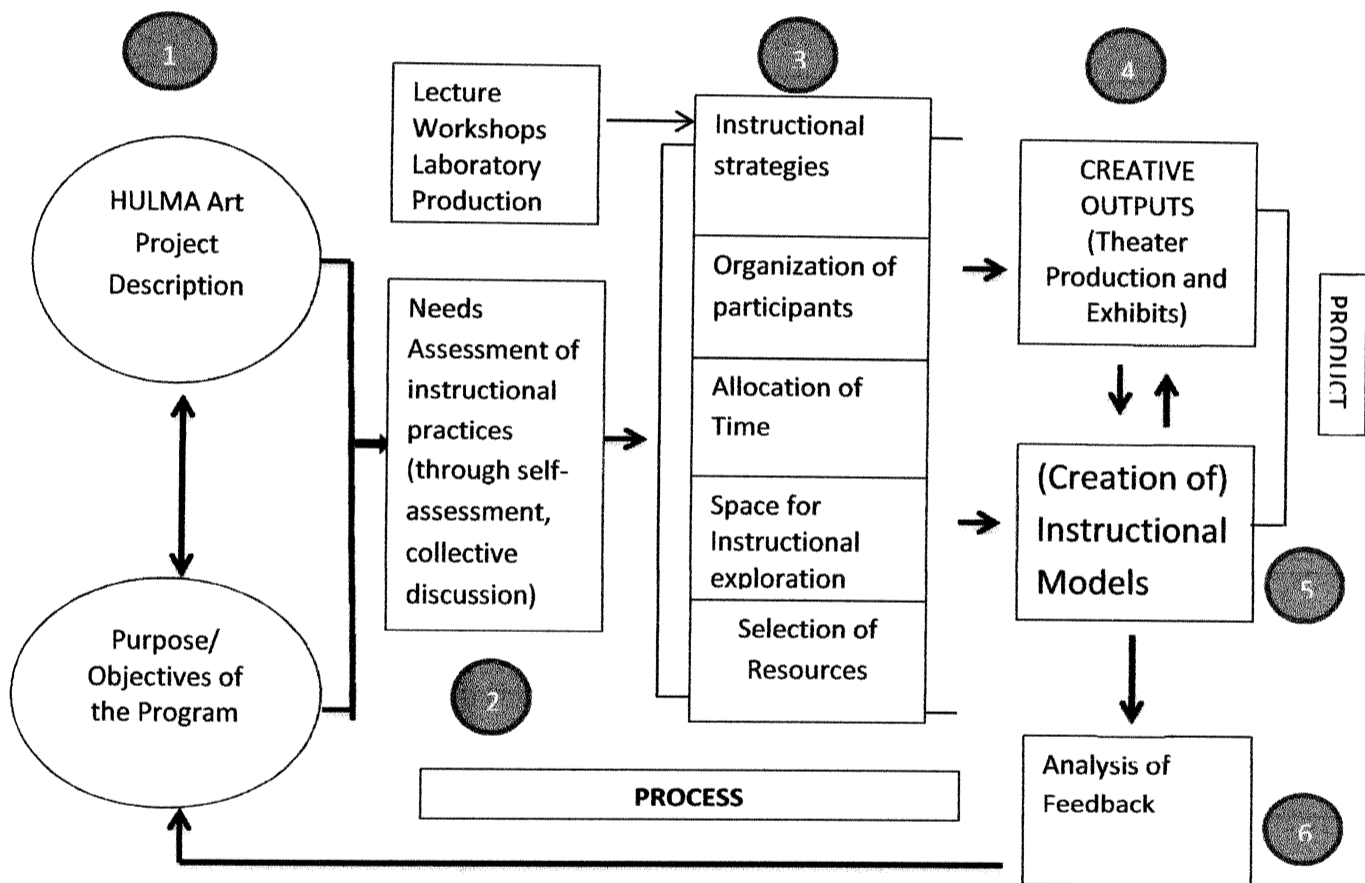 1
HULMA Art
Project
Description
Purpose/
Objectives of
the Program
Lecture
Workshops
Laboratory
Production
Needs
Assessment of
instructional
practices
(through self-
assessment,
collective
discussion)
2
3
Instructional
strategies
Organization of
participants
Allocation of
Time
Space for
Instructional
exploration
Selection of
Resources
PROCESS
4
CREATIVE
OUTPUTS
(Theater
Production and
Exhibits)
(Creation of)
Instructional
Models
5
PRODUCT
Analysis of
Feedback
6